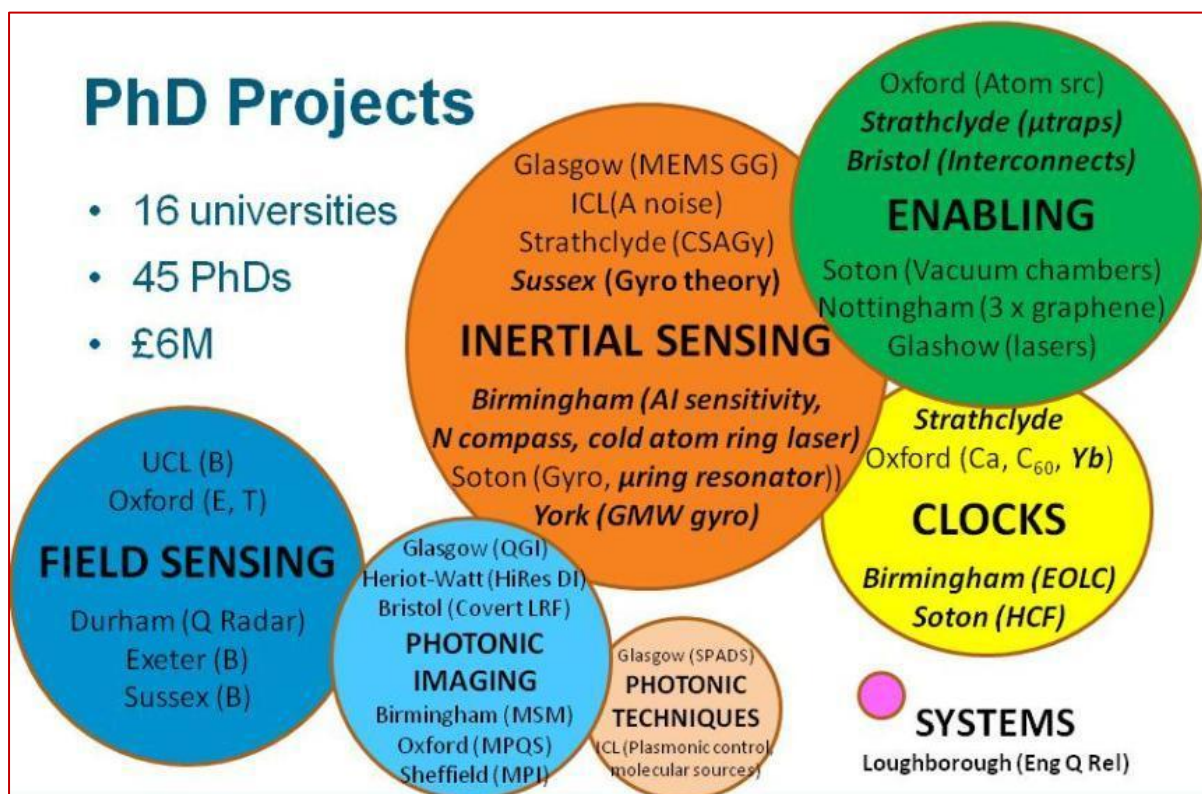 PhD Projects
• 16 universities
• 45 PhDs
• £6M
Oxford (Atom src)
Strathclyde (µtraps)
Bristol (Interconnects)
ENABLING
Soton (Vacuum chambers)
Nottingham (3 x graphene)
Glashow (lasers)
Glasgow (MEMS GG)
ICL(A noise)
Strathclyde (CSAGy)
Sussex (Gyro theory)
INERTIAL SENSING
Birmingham (AI sensitivity,
N compass, cold atom ring laser)
Soton (Gyro, µring resonator))
York (GMW gyro)
Strathclyde
Oxford (Ca, C₆₀, Yb)
CLOCKS
Birmingham (EOLC)
Soton (HCF)
UCL (B)
Oxford (E, T)
FIELD SENSING
Durham (Q Radar)
Exeter (B)
Sussex (B)
Glasgow (QGI)
Heriot-Watt (HiRes DI)
Bristol (Covert LRF)
PHOTONIC
IMAGING
Birmingham (MSM)
Oxford (MPQS)
Sheffield (MPI)
Glasgow (SPADS)
PHOTONIC
TECHNIQUES
ICL (Plasmonic control,
molecular sources)
SYSTEMS
Loughborough (Eng Q Rel)